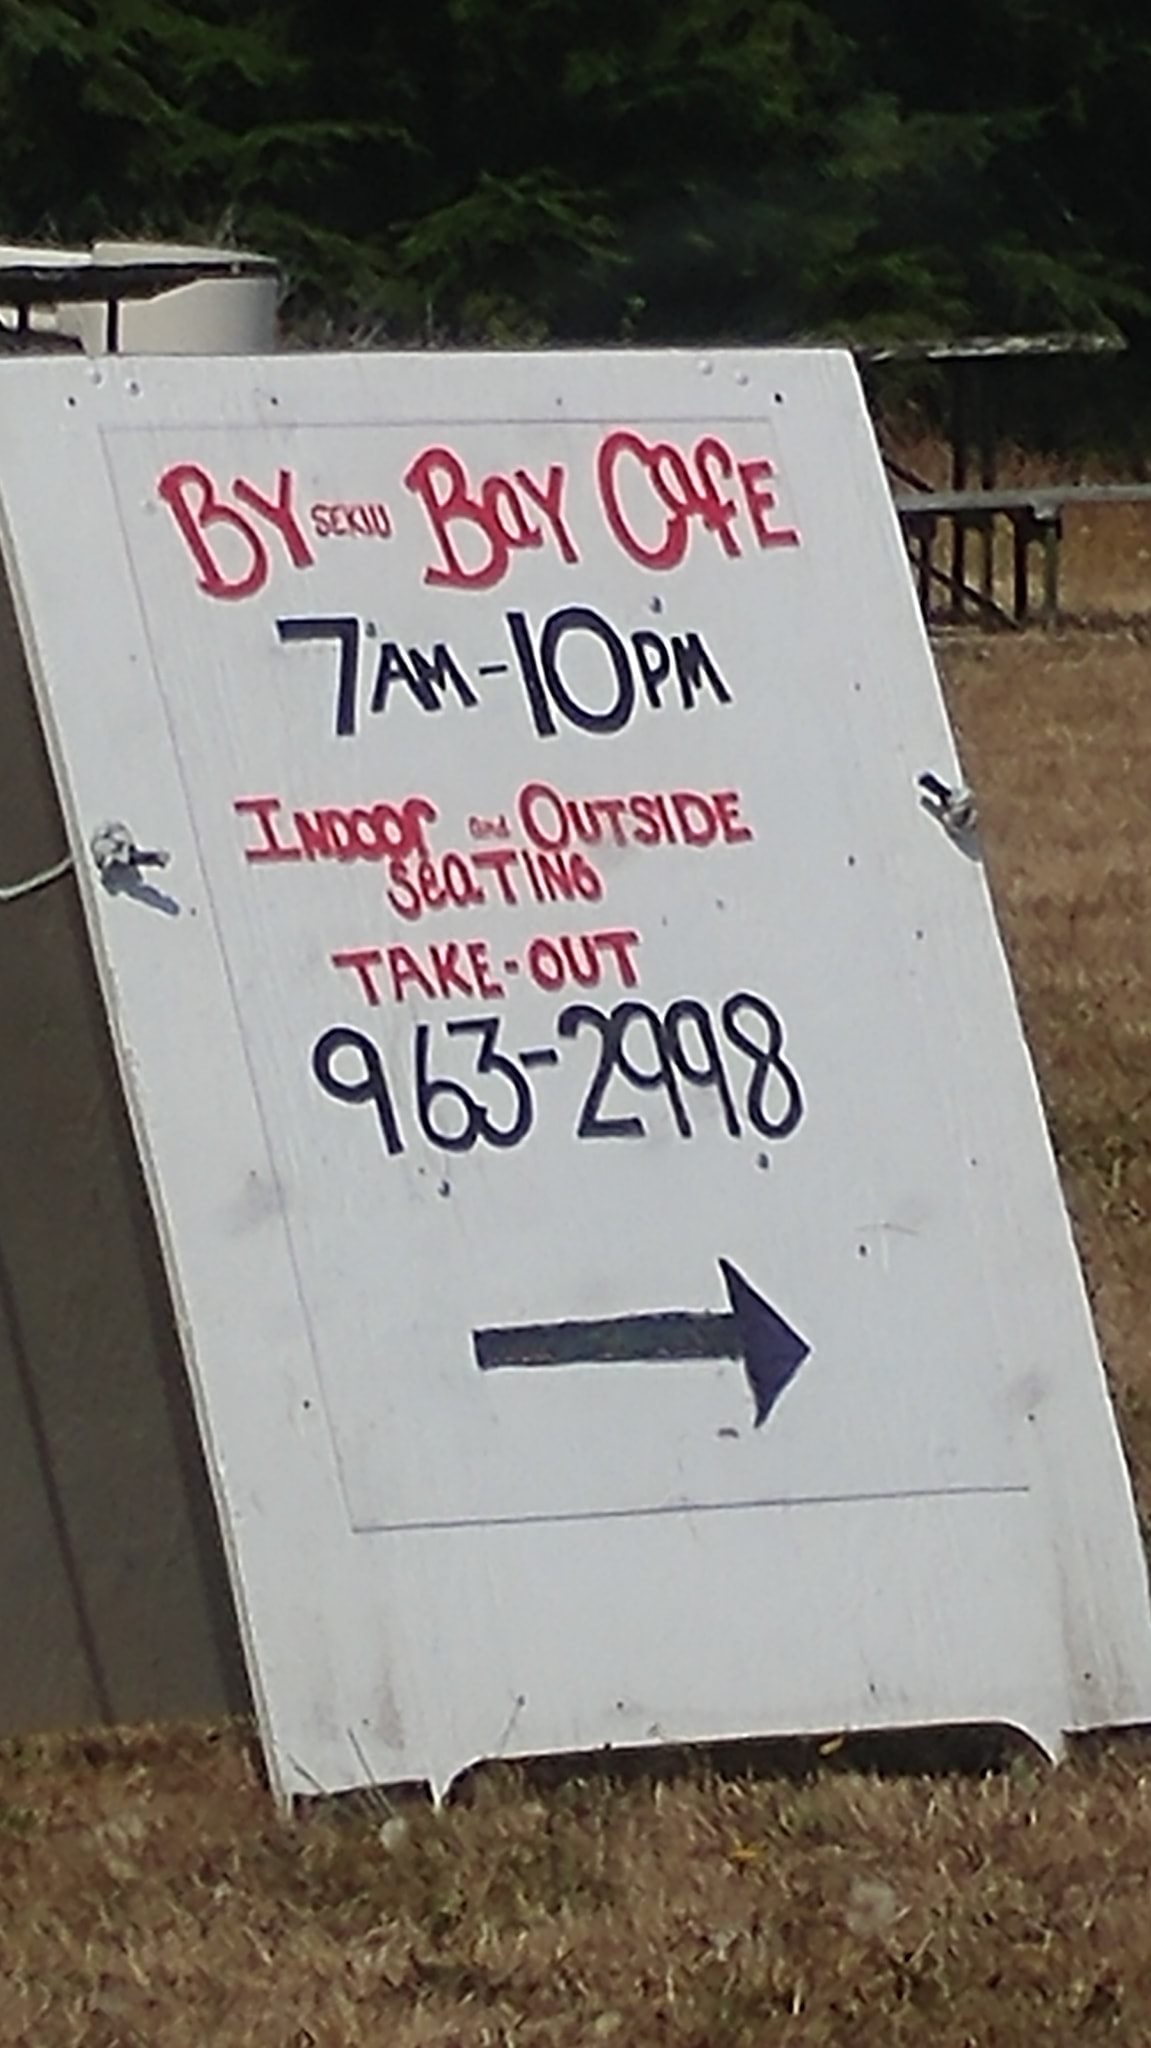 BY SEKIU BaY CafE
7AM-10PM
INDOOr and OUTSIDE
SeaTING
TAKE-OUT
963-2998